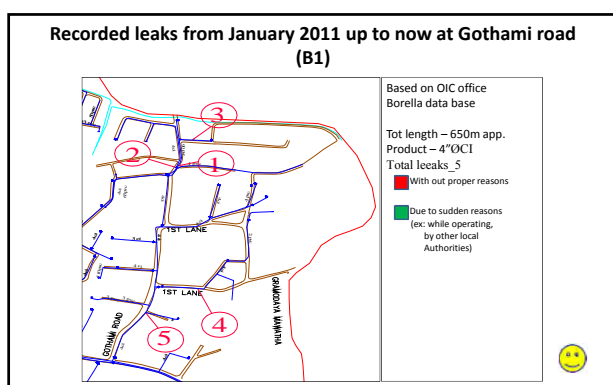 Recorded leaks from January 2011 up to now at Gothami road
(B1)
Based on OIC office
Borella data base
Tot length – 650m app.
Product – 4"ØCI
Total leeaks_5
With out proper reasons
Due to sudden reasons
(ex: while operating,
by other local
Authorities)
3
2
1
1ST LANE
1ST LANE
4
5
GOTHAMI ROAD
GRAMODAYA MAWATHA